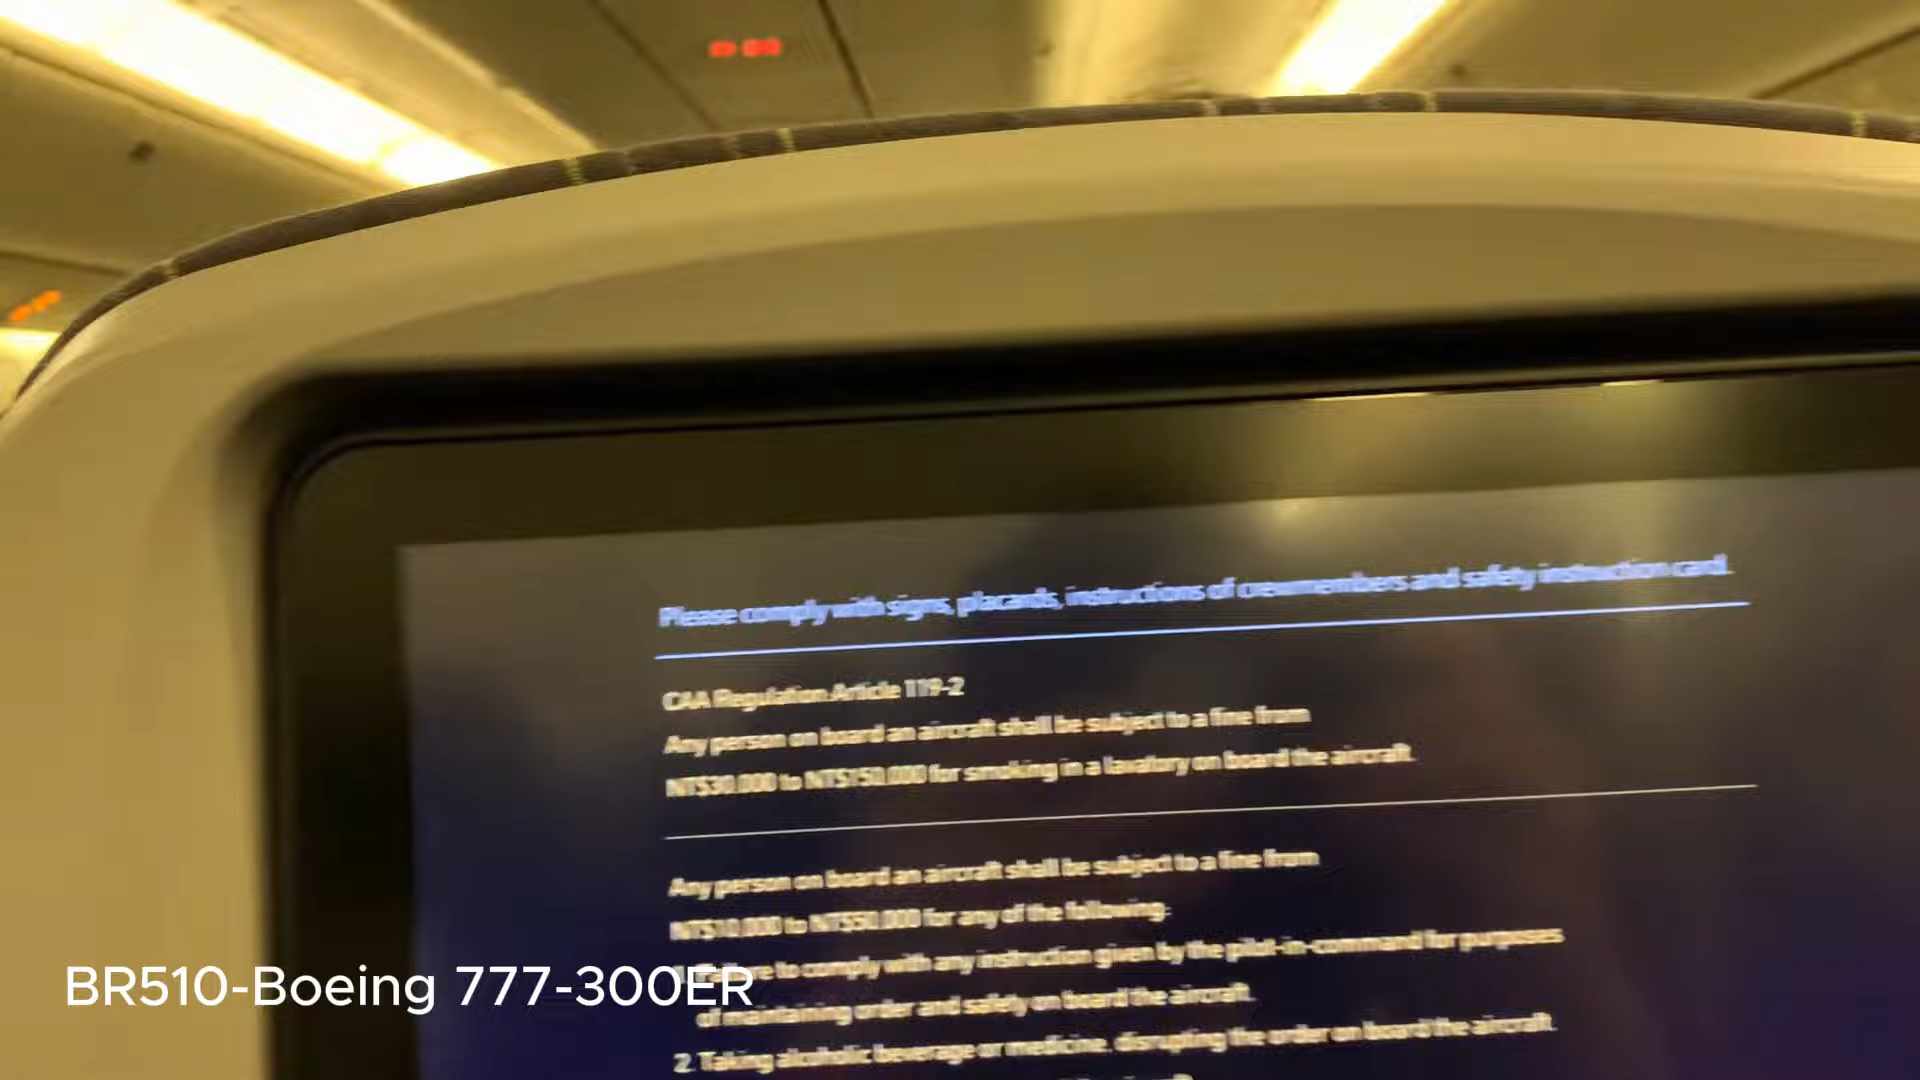 Please comply with signs, placards, instructions of crewmembers and safety instruction card.
CAA Regulation Article 119-2
Any person on board an aircraft shall be subject to a fine from
NT$30,000 to NT$150,000 for smoking in a lavatory on board the aircraft.
Any person on board an aircraft shall be subject to a fine from
NT$10,000 to NT$50,000 for any of the following:
to comply with any instruction given by the pilot-in-command for purposes
of maintaining order and safety on board the aircraft.
2. Taking alcoholic beverage or medicine, disrupting the order on board the aircraft.
BR510-Boeing 777-300ER